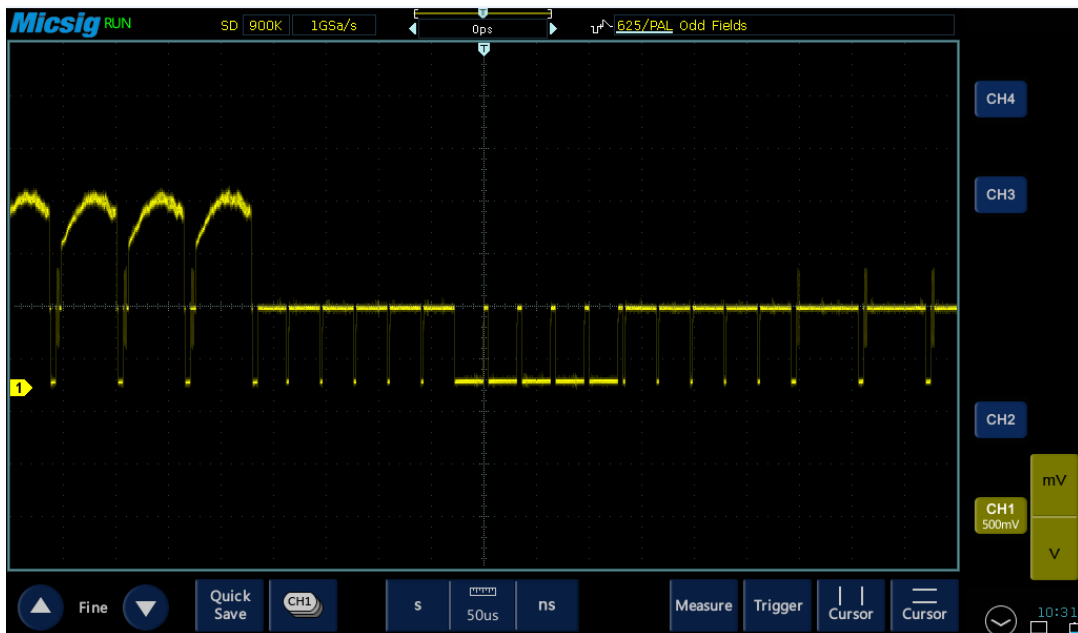 Micsig RUN SD 900K 1GSa/s 0ps 625/PAL Odd Fields
T
T
CH4
CH3
1
CH2
mV
CH1
500mV
V
Fine Quick Save CH1 s 50us ns Measure Trigger Cursor Cursor
10:31